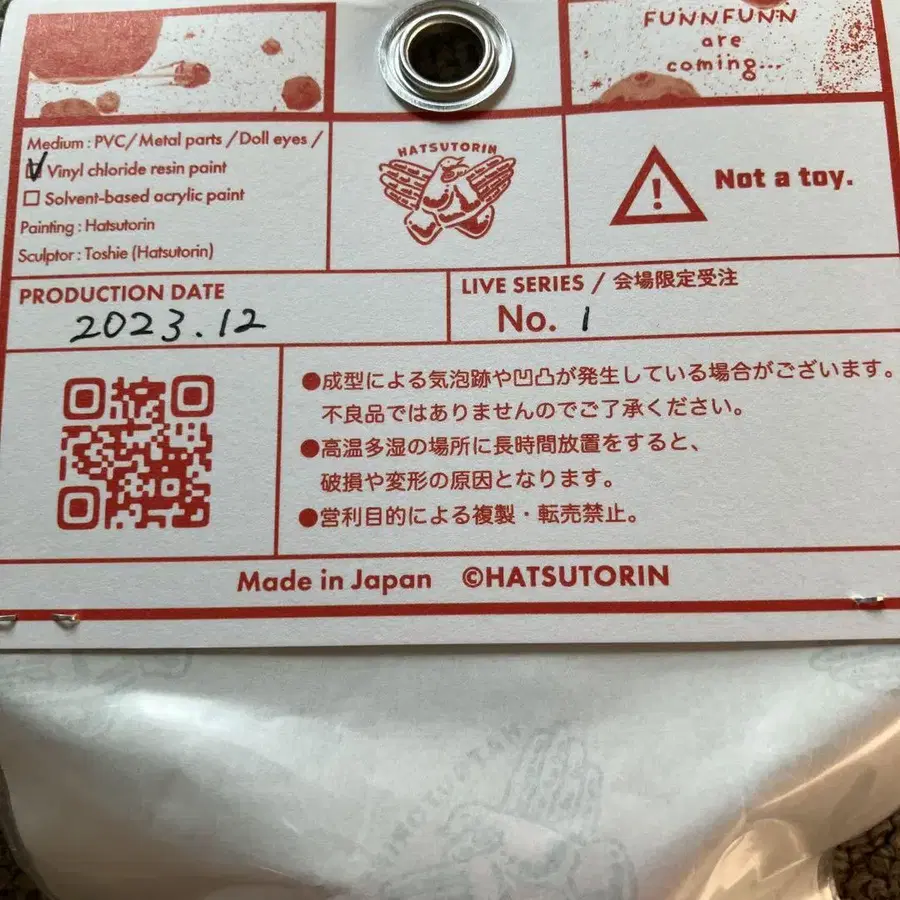 FUNNFUNN
are
coming...
Medium : PVC / Metal parts / Doll eyes /
Vinyl chloride resin paint
Solvent-based acrylic paint
Painting : Hatsutorin
Sculptor : Toshie (Hatsutorin)
HATSUTORIN
Not a toy.
PRODUCTION DATE
2023.12
LIVE SERIES / 会場限定受注
No. 1
●成型による気泡跡や凹凸が発生している場合がございます。
不良品ではありませんのでご了承ください。
●高温多湿の場所に長時間放置をすると、
破損や変形の原因となります。
●営利目的による複製・転売禁止。
Made in Japan ©HATSUTORIN